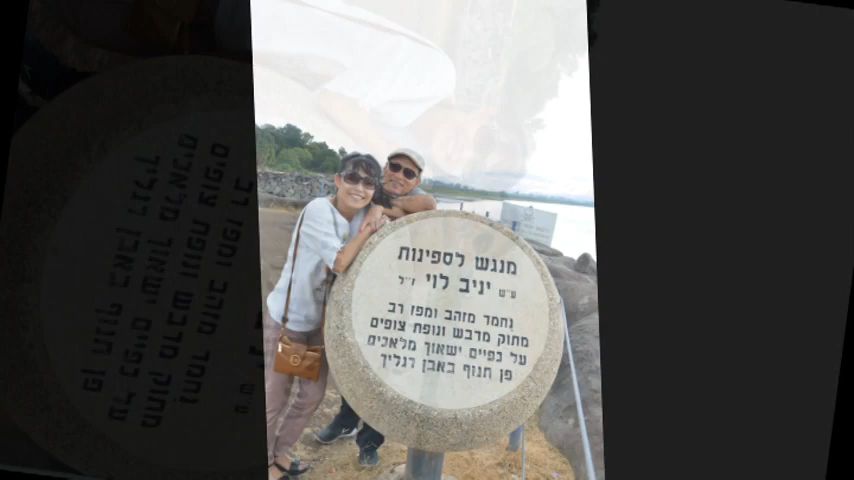 מנגש לספינות
ע"ש יניב לוי ז"ל
נחמד מזהב ומפז רב
מתוק מדבש ונופת צופים
על כפיים ישאוך מלאכים
פן תגוף באבן רגליך